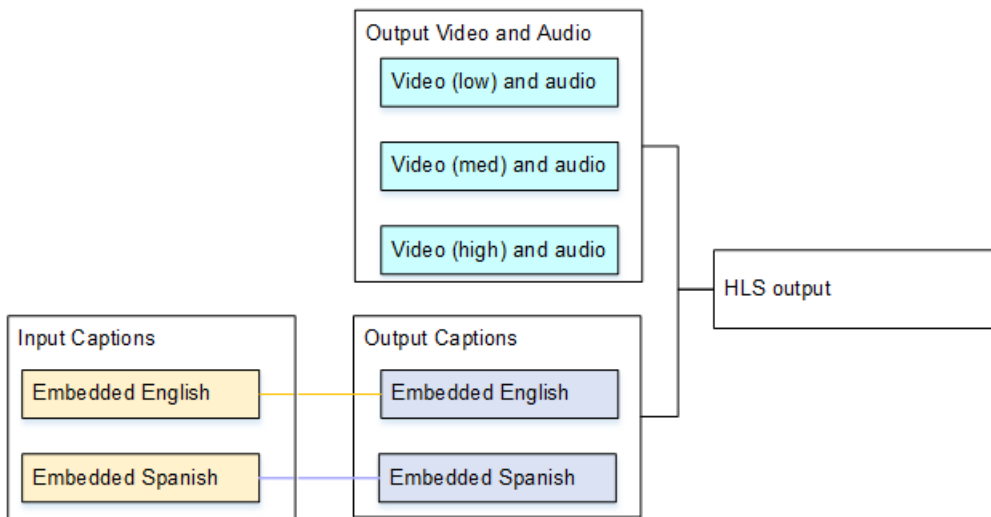 Output Video and Audio
Video (low) and audio
Video (med) and audio
Video (high) and audio
HLS output
Input Captions
Embedded English
Embedded Spanish
Output Captions
Embedded English
Embedded Spanish